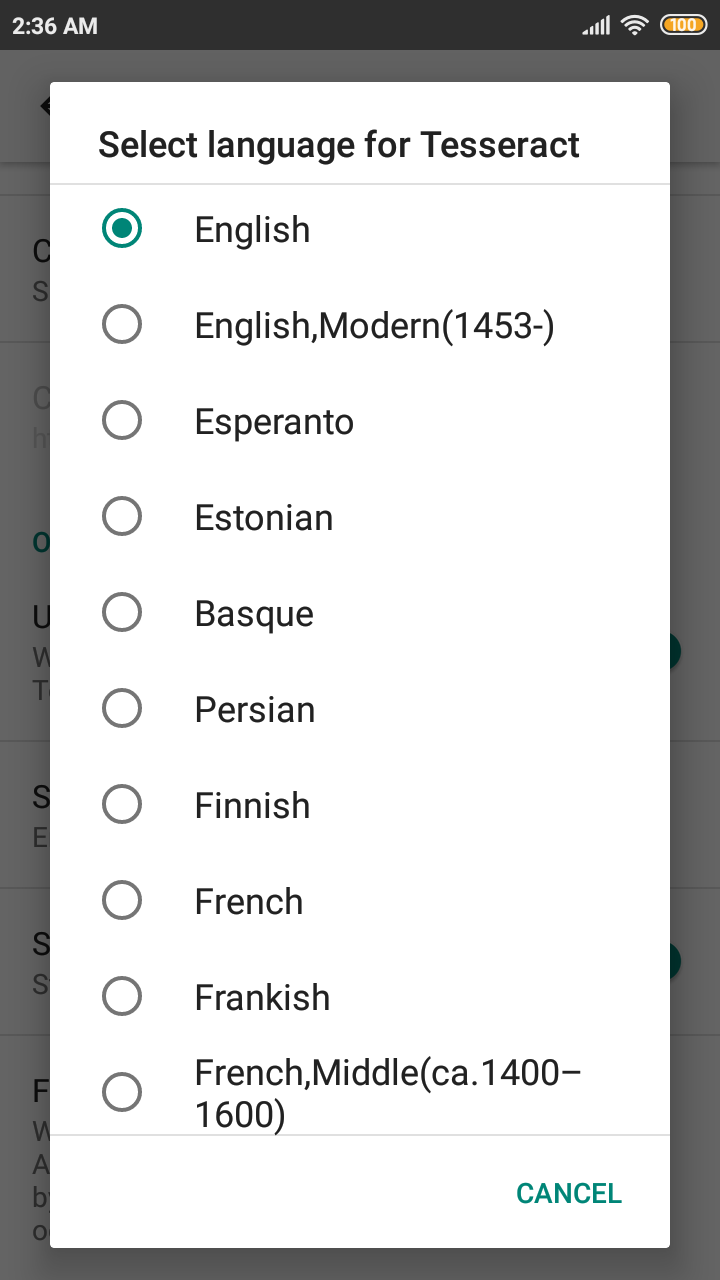 2:36 AM
100
Select language for Tesseract
English
English,Modern(1453-)
Esperanto
Estonian
Basque
Persian
Finnish
French
Frankish
French,Middle(ca.1400–
1600)
CANCEL